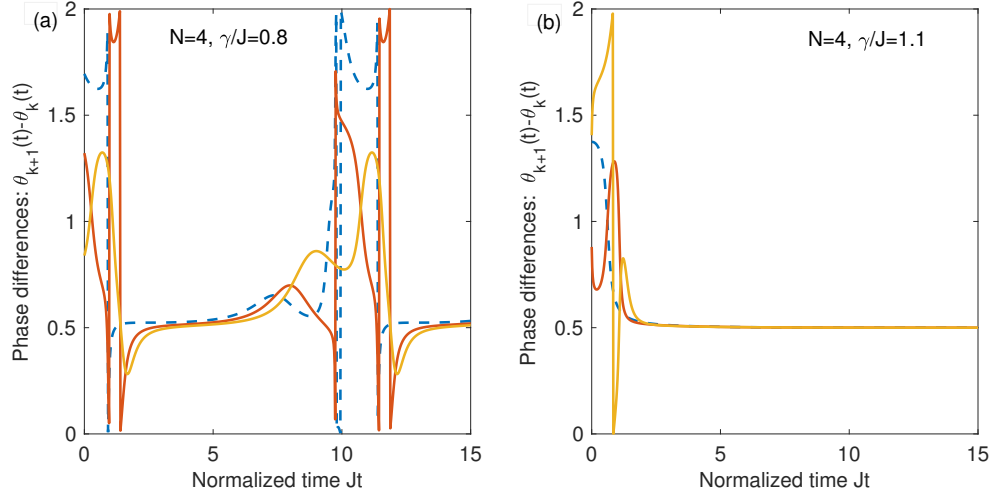 (a)
N=4, γ/J=0.8
Phase differences: θk+1(t)-θk(t)
2
1.5
1
0.5
0
0
5
10
15
Normalized time Jt
(b)
N=4, γ/J=1.1
Phase differences: θk+1(t)-θk(t)
2
1.5
1
0.5
0
0
5
10
15
Normalized time Jt